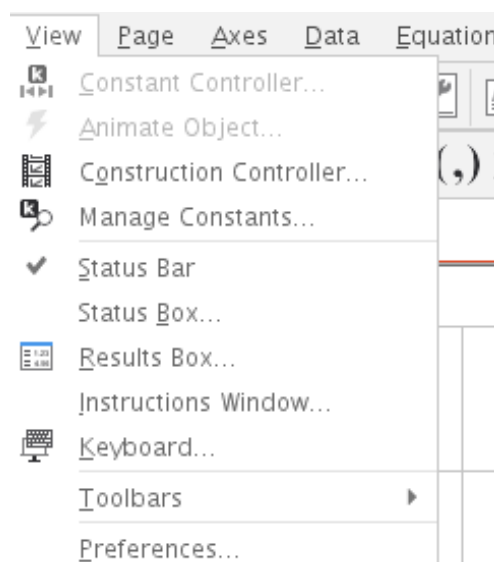 View Page Axes Data Equation
Constant Controller...
Animate Object...
Construction Controller...
(,)
Manage Constants...
Status Bar
Status Box...
Results Box...
Instructions Window...
Keyboard...
Toolbars
Preferences...